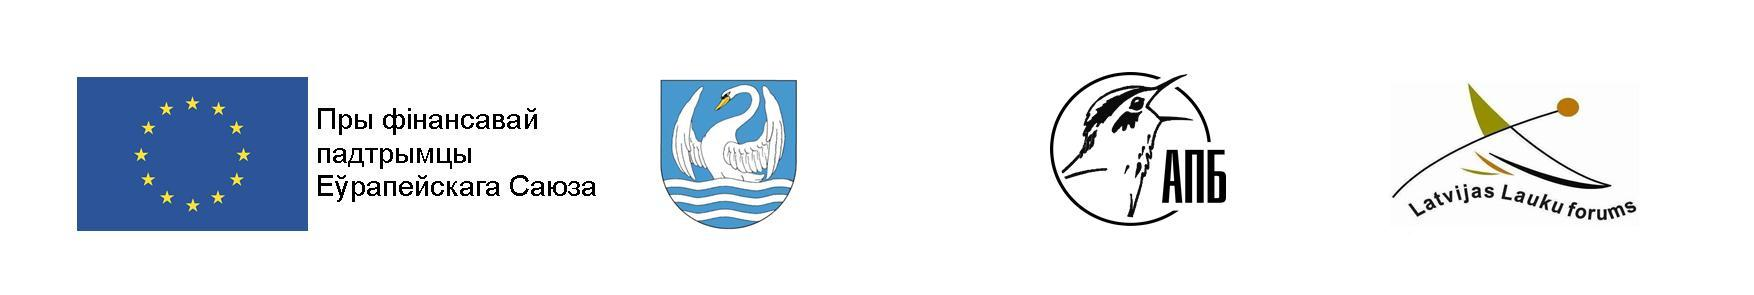 Пры фінансавай
падтрымцы
Еўрапейскага Саюза
АПБ
Latvijas Lauku forums